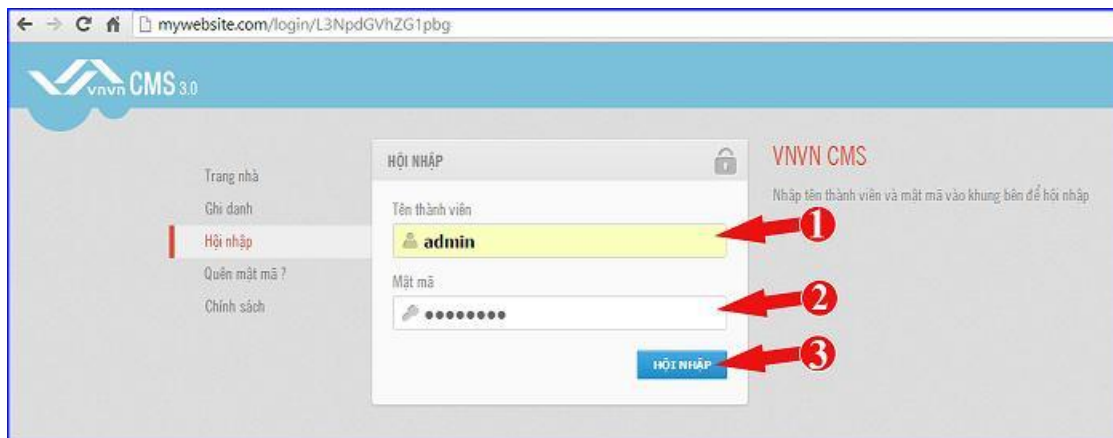 mywebsite.com/login/L3NpdGVhZG1pbg
vnvn CMS 3.0
Trang nhà
Ghi danh
Hội nhập
Quên mật mã ?
Chính sách
HỘI NHẬP
Tên thành viên
admin
Mật mã
••••••••
HỘI NHẬP
VNVN CMS
Nhập tên thành viên và mật mã vào khung bên để hội nhập
1
2
3